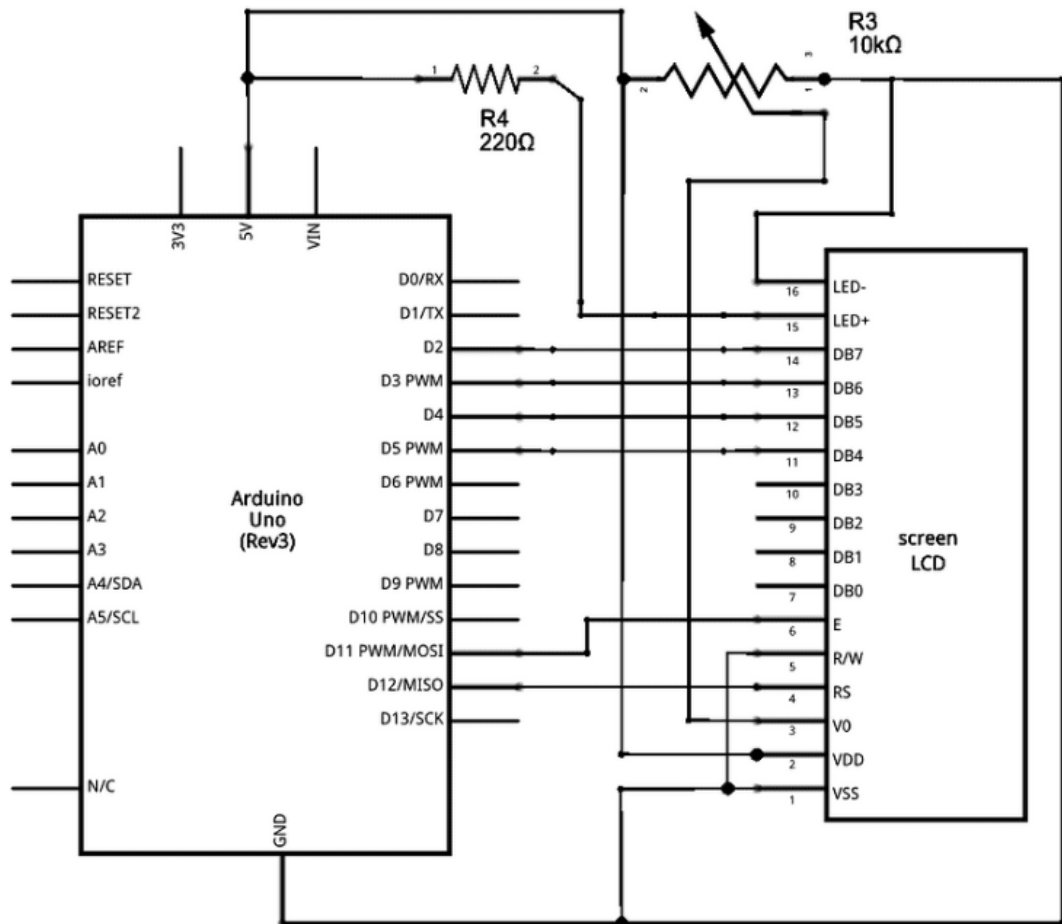 R3
10kΩ
3
1
2
1
2
R4
220Ω
3V3
5V
VIN
RESET
RESET2
AREF
ioref
A0
A1
A2
A3
A4/SDA
A5/SCL
N/C
Arduino
Uno
(Rev3)
GND
D0/RX
D1/TX
D2
D3 PWM
D4
D5 PWM
D6 PWM
D7
D8
D9 PWM
D10 PWM/SS
D11 PWM/MOSI
D12/MISO
D13/SCK
16 LED-
15 LED+
14 DB7
13 DB6
12 DB5
11 DB4
10 DB3
9 DB2
8 DB1
7 DB0
6 E
5 R/W
4 RS
3 V0
2 VDD
1 VSS
screen
LCD